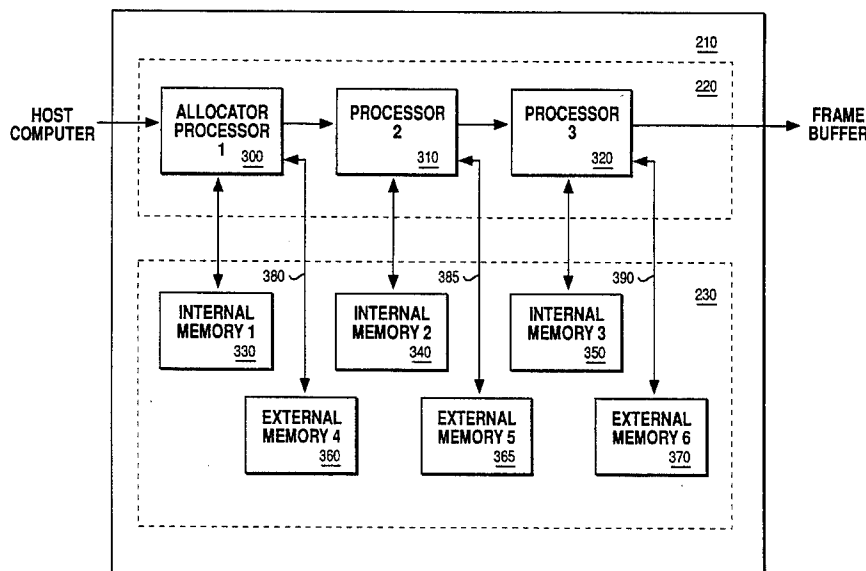 210
220
HOST
COMPUTER
ALLOCATOR
PROCESSOR
1
300
PROCESSOR
2
310
PROCESSOR
3
320
FRAME
BUFFER
380
385
390
230
INTERNAL
MEMORY 1
330
INTERNAL
MEMORY 2
340
INTERNAL
MEMORY 3
350
EXTERNAL
MEMORY 4
360
EXTERNAL
MEMORY 5
365
EXTERNAL
MEMORY 6
370